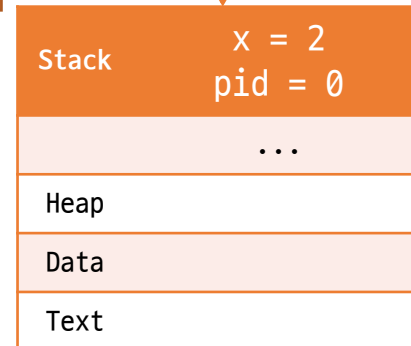 Stack
x = 2
pid = 0
...
Heap
Data
Text